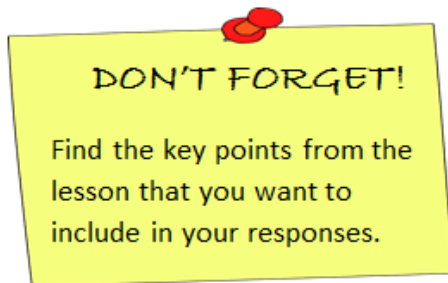 DON'T FORGET!
Find the key points from the
lesson that you want to
include in your responses.